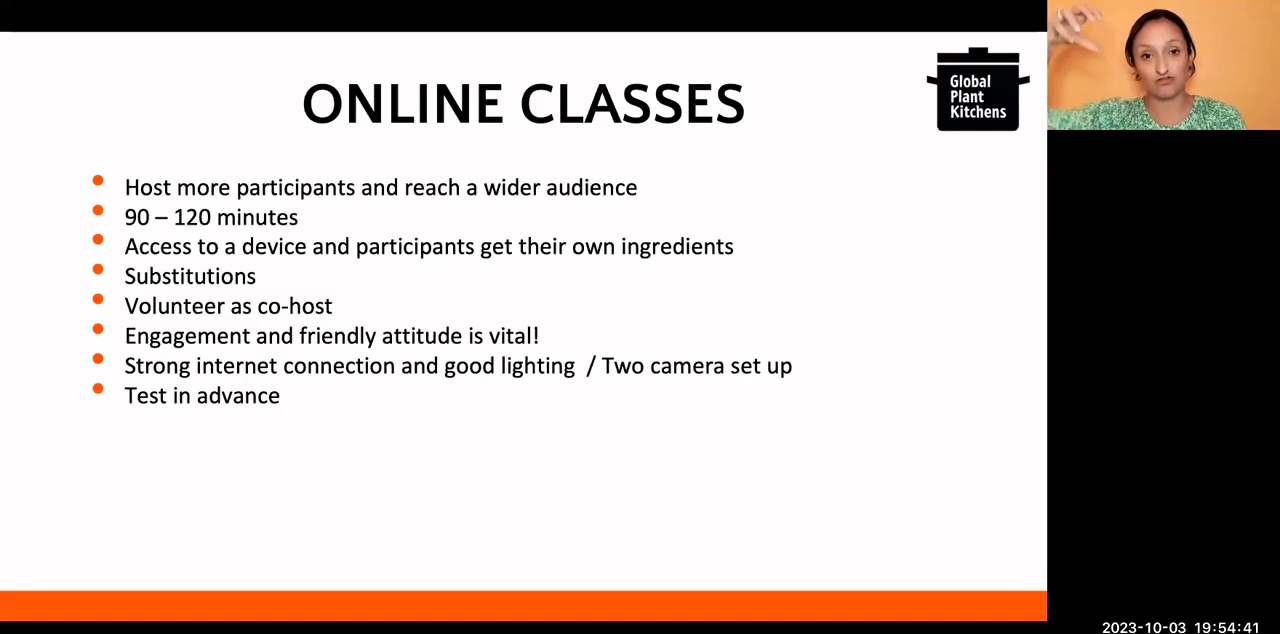 ONLINE CLASSES
Global
Plant
Kitchens
Host more participants and reach a wider audience
90 – 120 minutes
Access to a device and participants get their own ingredients
Substitutions
Volunteer as co-host
Engagement and friendly attitude is vital!
Strong internet connection and good lighting / Two camera set up
Test in advance
2023-10-03 19:54:41